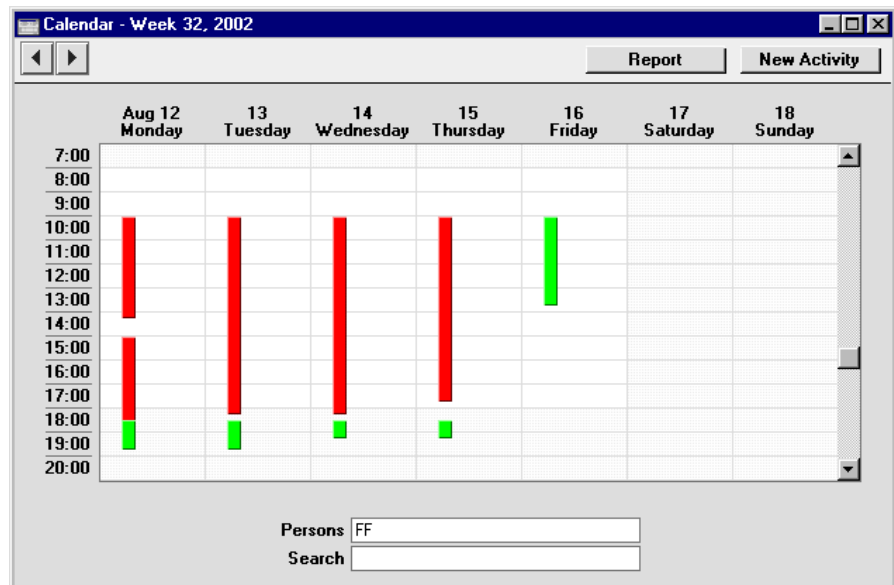 Calendar - Week 32, 2002
Report New Activity
Aug 12 13 14 15 16 17 18
Monday Tuesday Wednesday Thursday Friday Saturday Sunday
7:00
8:00
9:00
10:00
11:00
12:00
13:00
14:00
15:00
16:00
17:00
18:00
19:00
20:00
Persons FF
Search